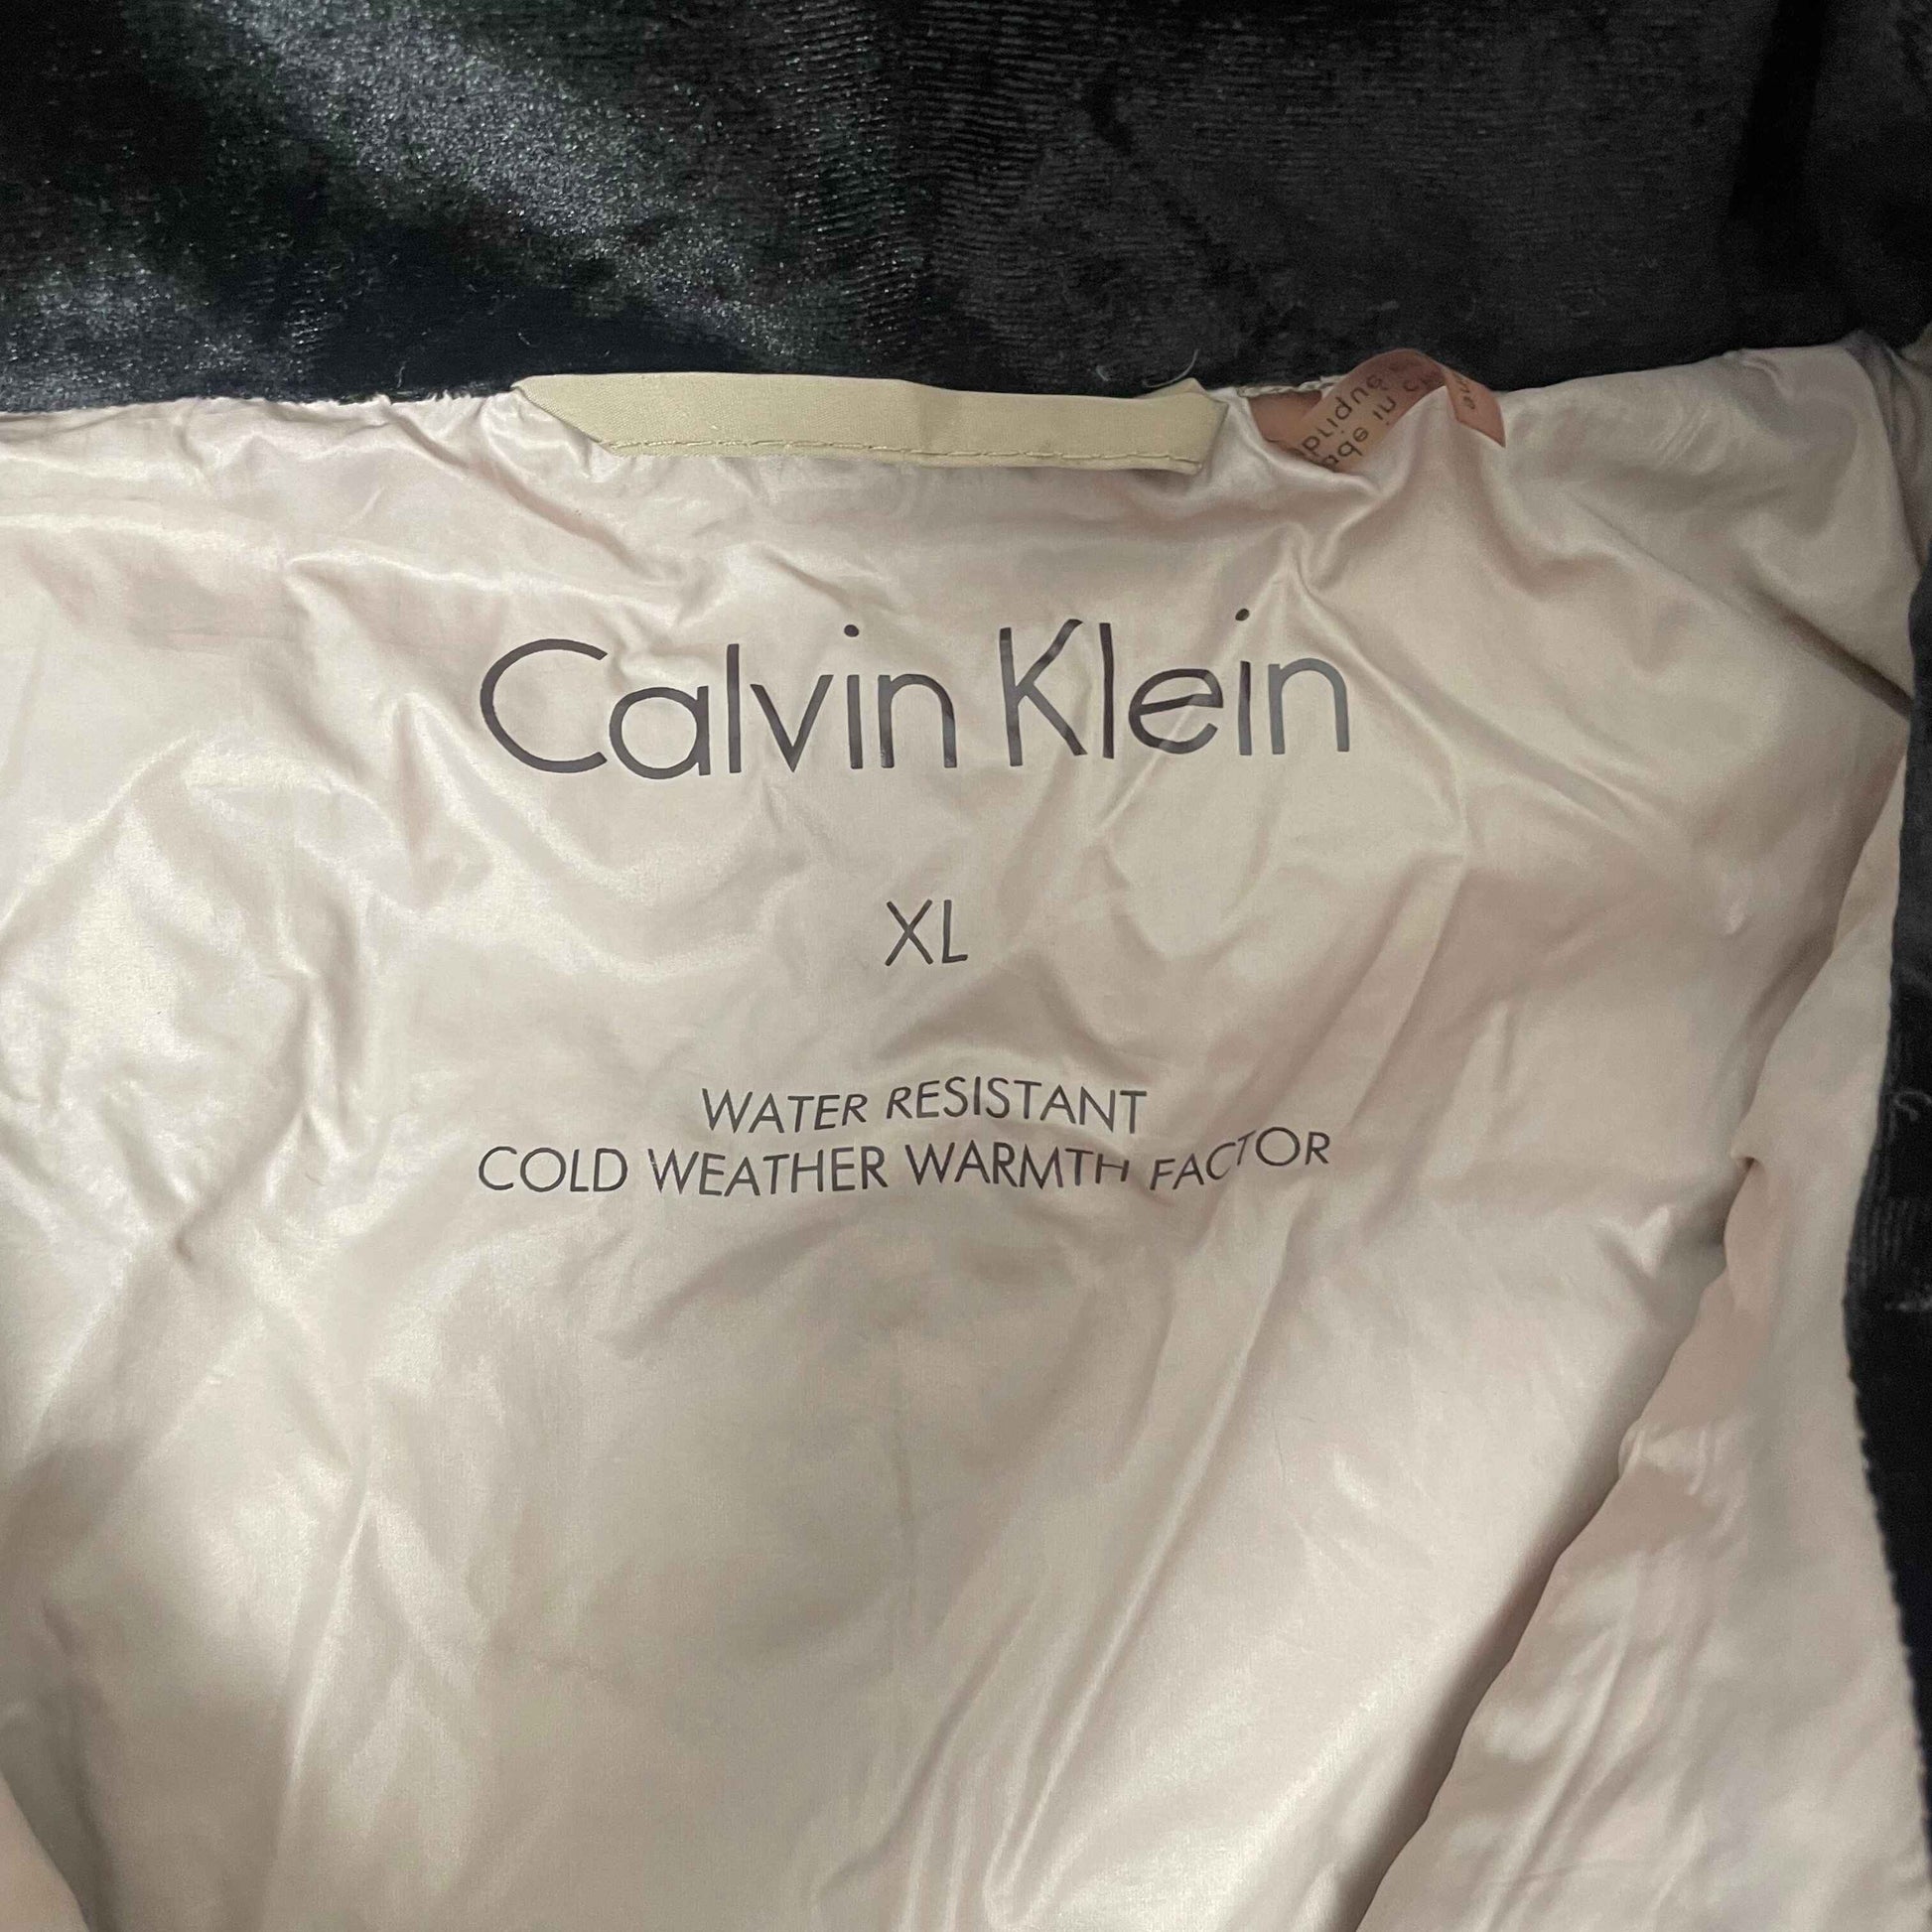 Calvin Klein
XL
WATER RESISTANT
COLD WEATHER WARMTH FACTOR